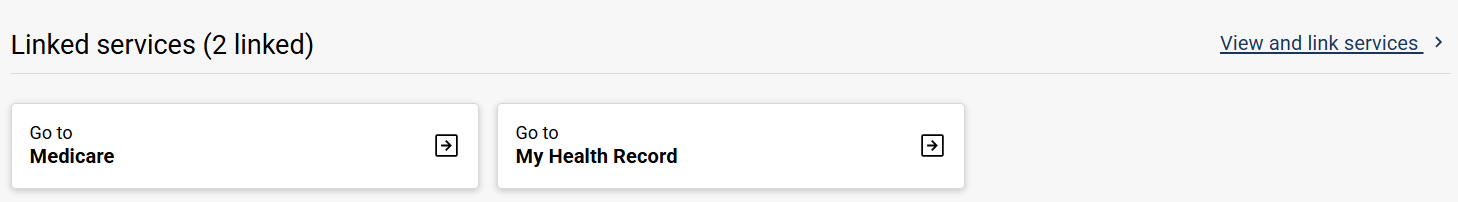 Linked services (2 linked)
View and link services
Go to
Medicare
Go to
My Health Record